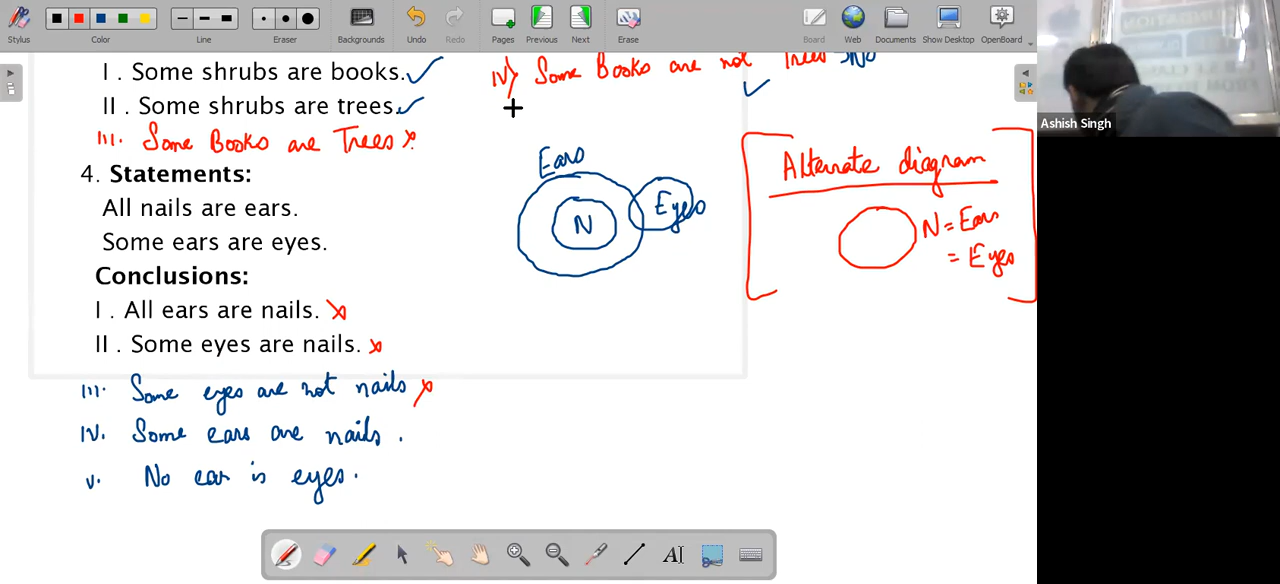 Stylus
Color
Line
Eraser
Backgrounds
Undo
Redo
Pages
Previous
Next
Erase
Board
Web
Documents
Show Desktop
OpenBoard
I . Some shrubs are books.
IV) Some Books are not Trees → No
II . Some shrubs are trees.
III. Some Books are Trees
4. Statements:
All nails are ears.
Some ears are eyes.
Conclusions:
I . All ears are nails.
II . Some eyes are nails.
III. Some eyes are not nails
IV. Some ears are nails.
V. No ear is eyes.
Ears
N
Eyes
Alternate diagram
N = Ears
= Eyes
Ashish Singh
AI